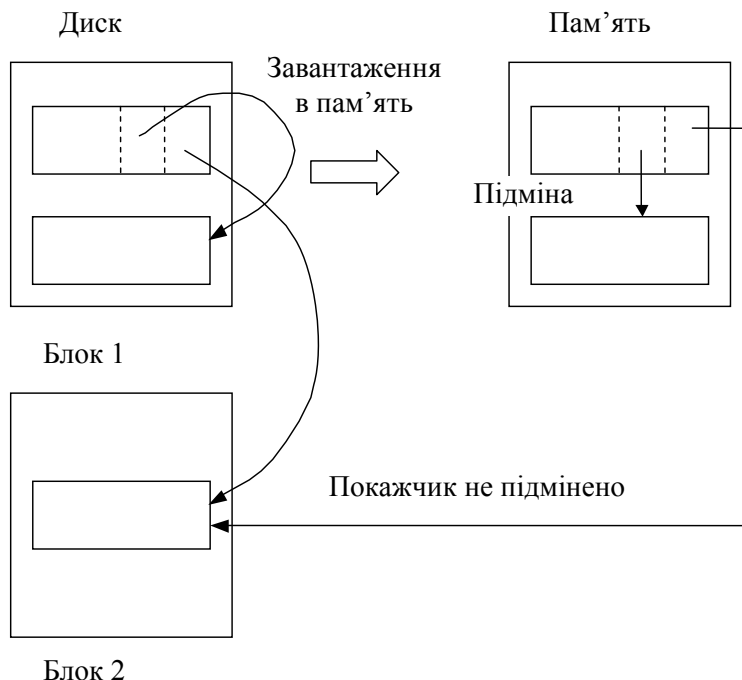 Диск
Пам’ять
Завантаження
в пам’ять
Підміна
Блок 1
Покажчик не підмінено
Блок 2